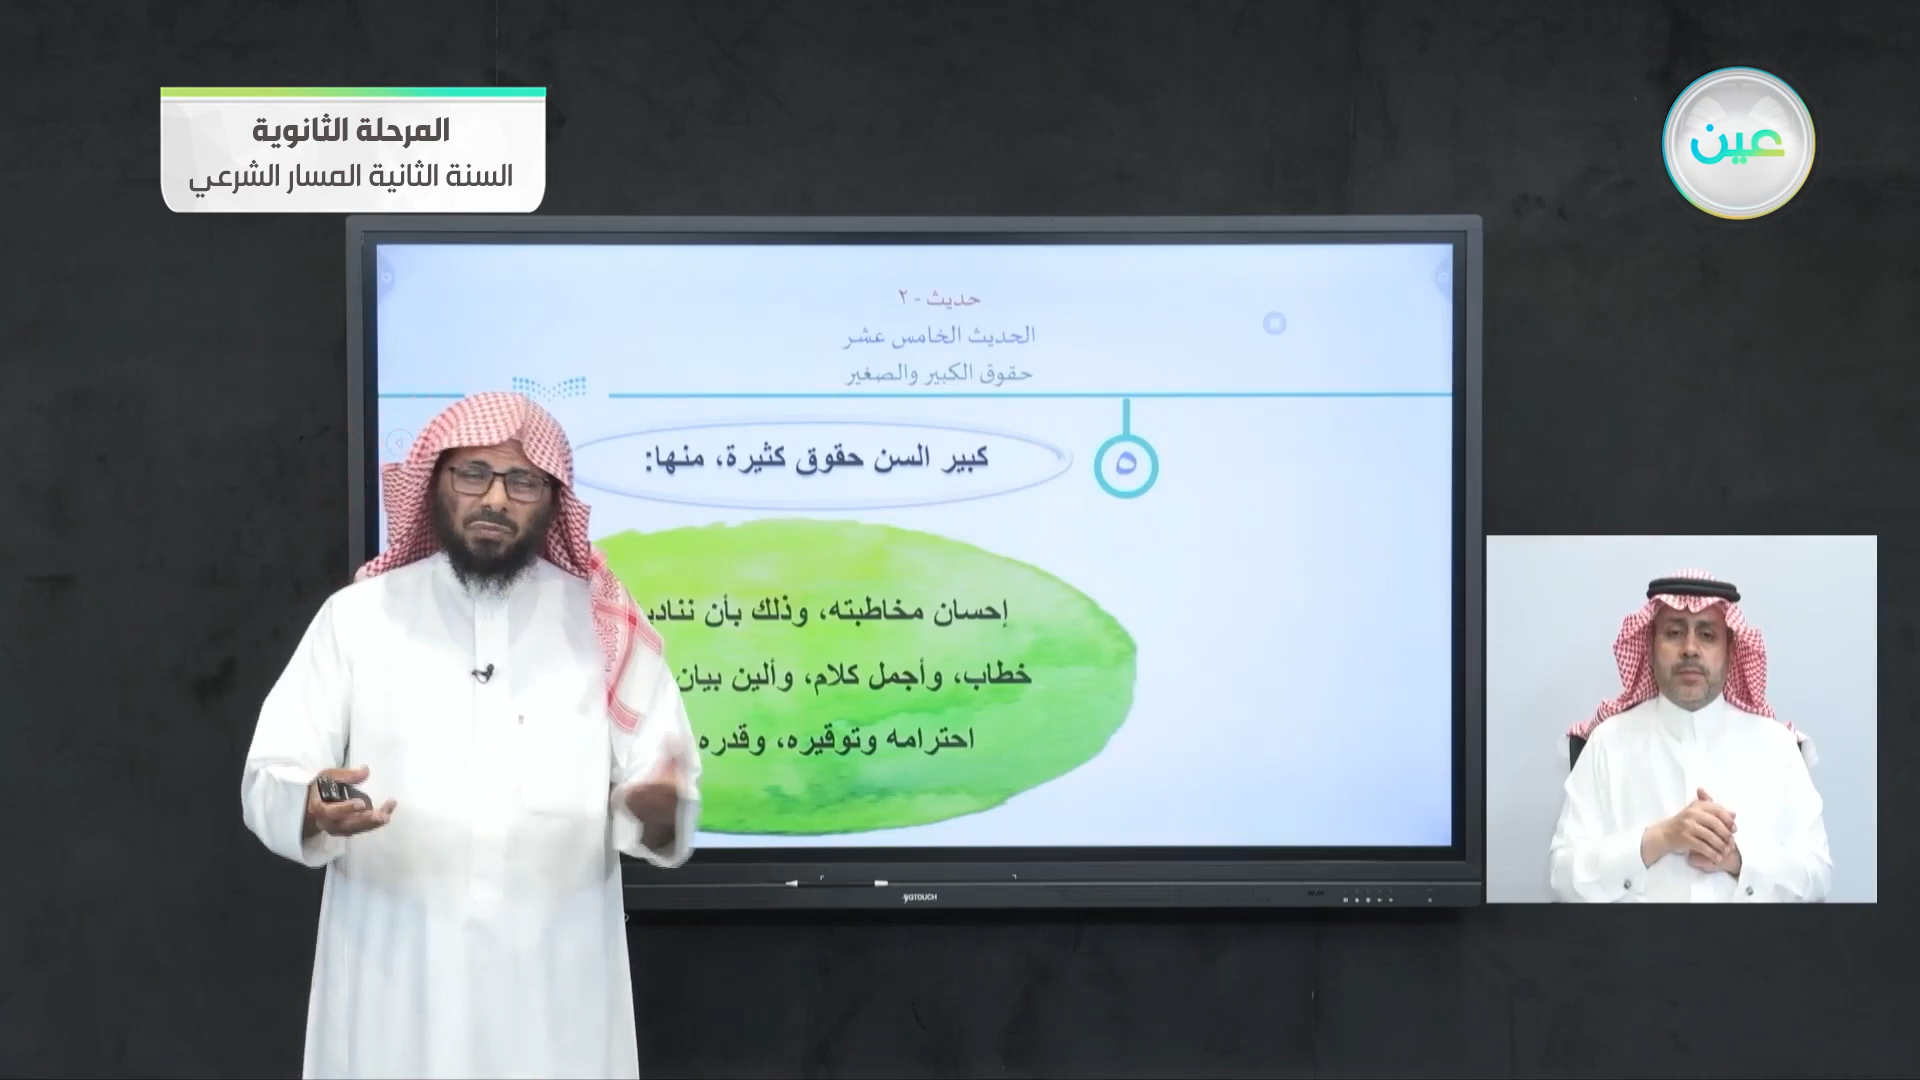 المرحلة الثانوية
السنة الثانية المسار الشرعي
عين
حديث - ٢
الحديث الخامس عشر
حقوق الكبير والصغير
٥
كبير السن حقوق كثيرة، منها:
إحسان مخاطبته، وذلك بأن
خطاب، وأجمل كلام، وألين بيان
احترامه وتوقيره، وقدره